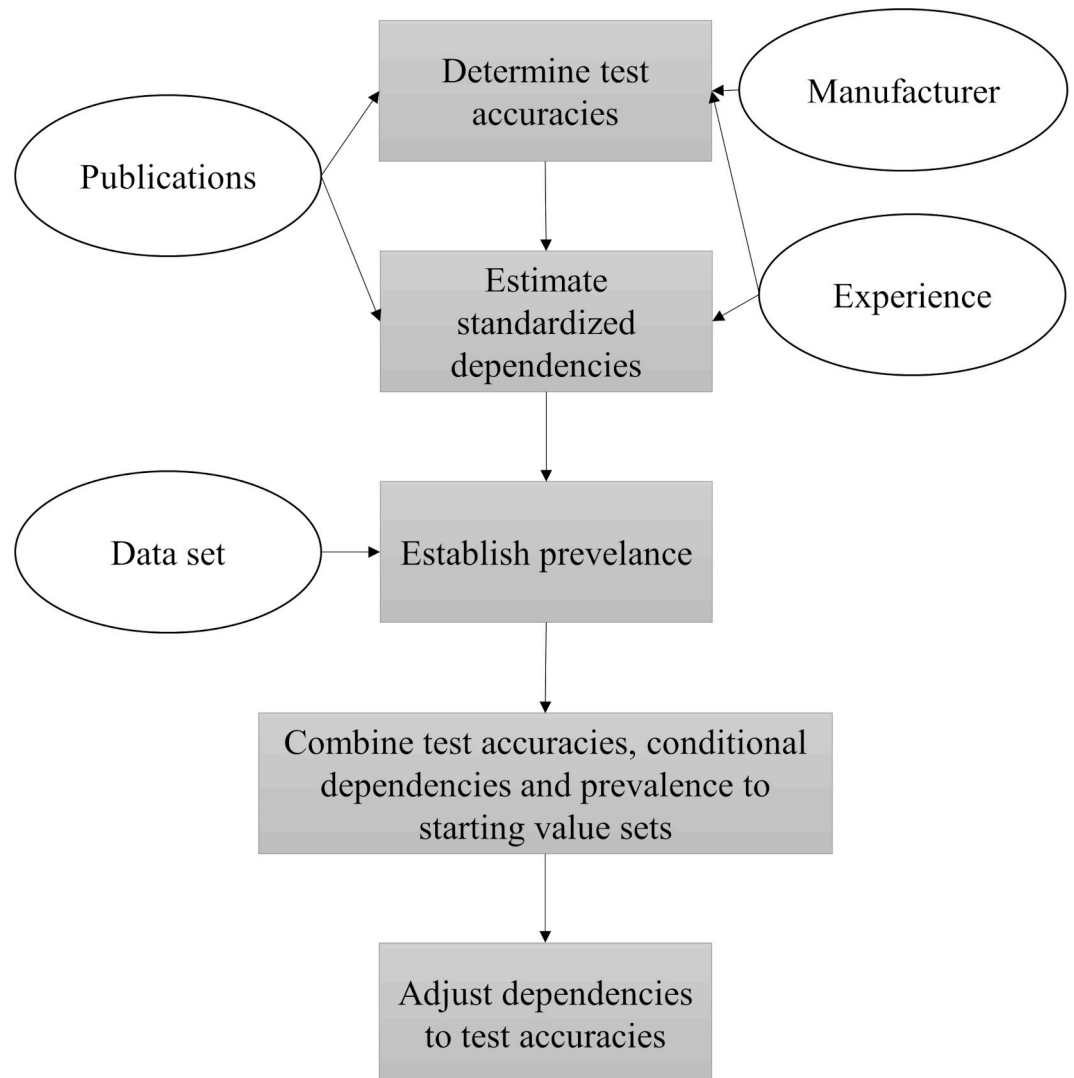 Determine test
accuracies
Manufacturer
Publications
Estimate
standardized
dependencies
Experience
Data set
Establish prevelance
Combine test accuracies, conditional
dependencies and prevalence to
starting value sets
Adjust dependencies
to test accuracies